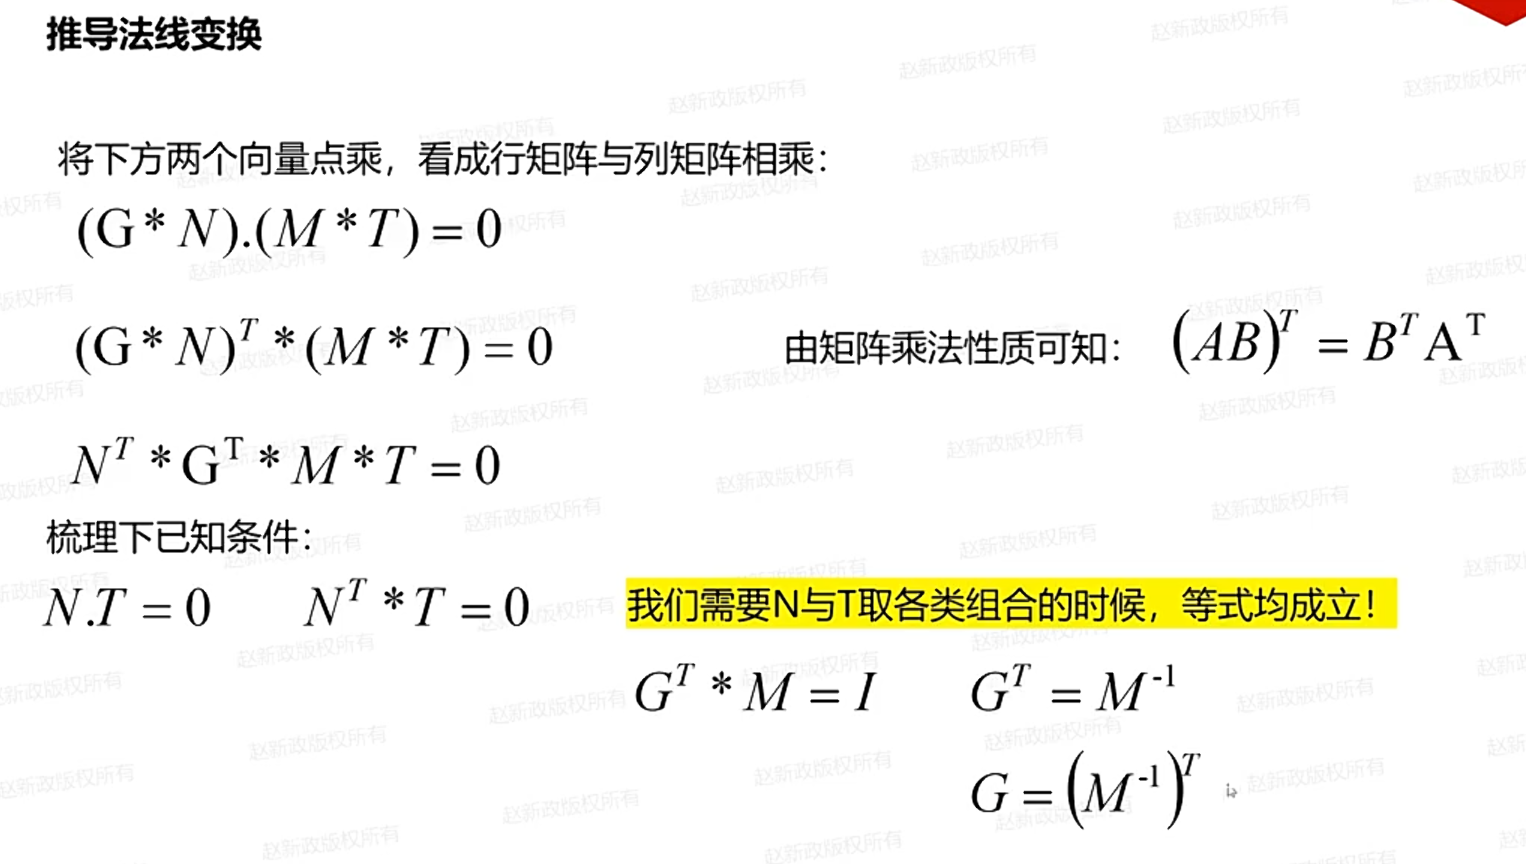 推导法线变换
将下方两个向量点乘，看成行矩阵与列矩阵相乘：
(G * N).(M * T) = 0
(G * N)^T * (M * T) = 0
由矩阵乘法性质可知： (AB)^T = B^T A^T
N^T * G^T * M * T = 0
梳理下已知条件：
N.T = 0 N^T * T = 0 我们需要N与T取各类组合的时候，等式均成立！
G^T * M = I G^T = M^-1
G = (M^-1)^T
赵新政版权所有